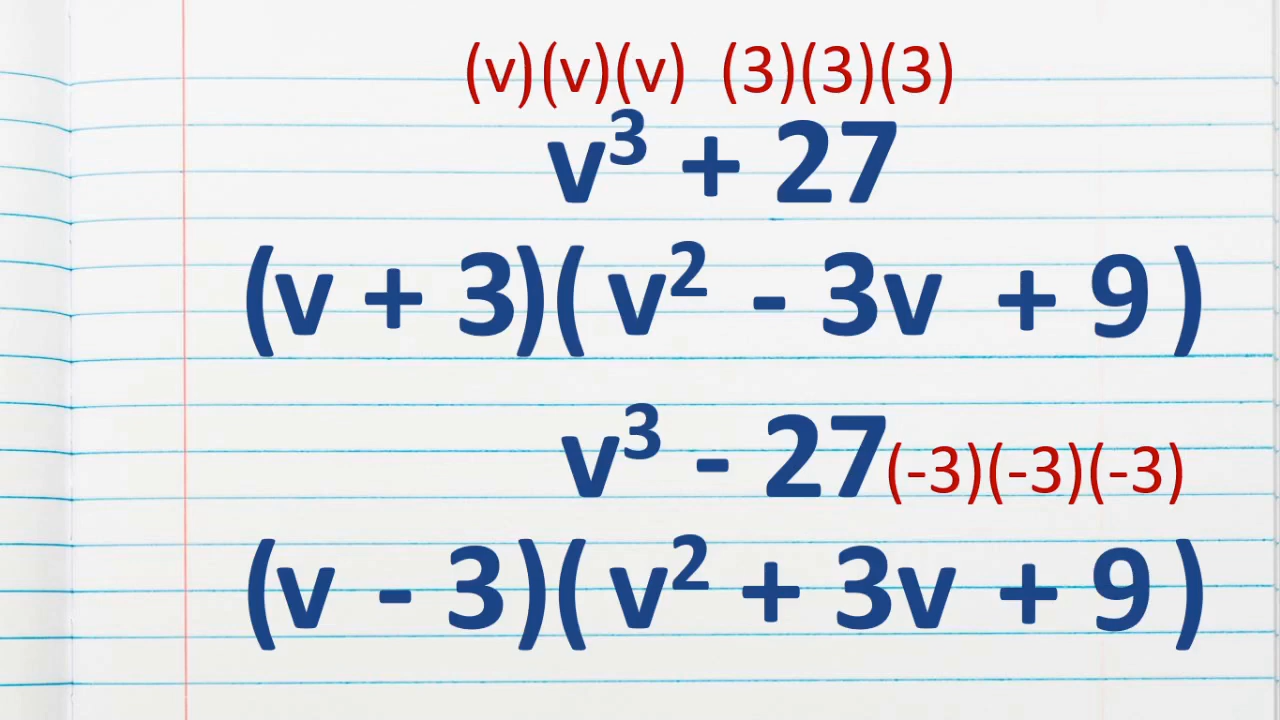 (v)(v)(v) (3)(3)(3)
v³ + 27
(v + 3)( v² - 3v + 9 )
v³ - 27(-3)(-3)(-3)
(v - 3)( v² + 3v + 9 )